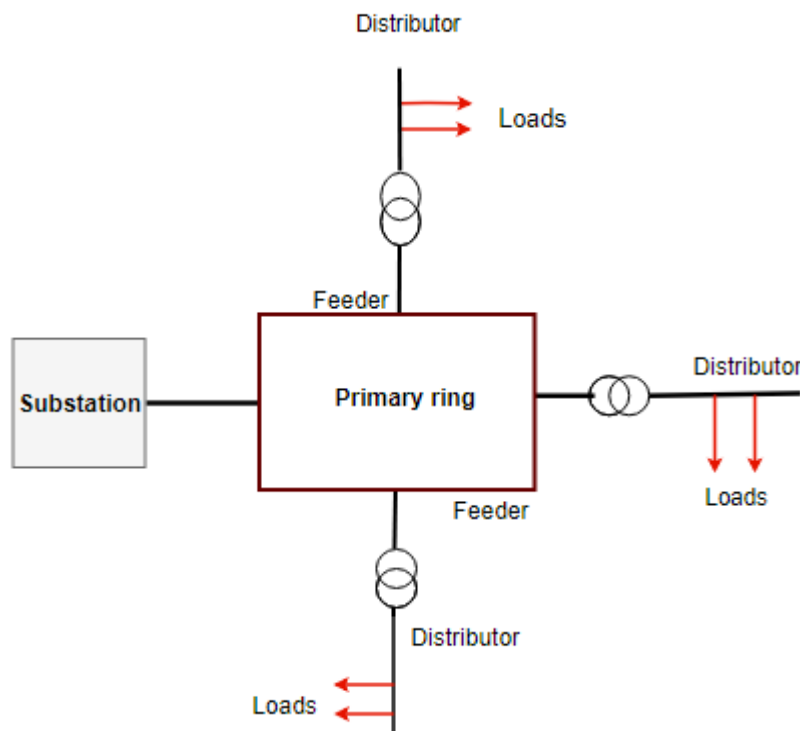 Distributor
Loads
Feeder
Substation
Primary ring
Distributor
Loads
Feeder
Distributor
Loads